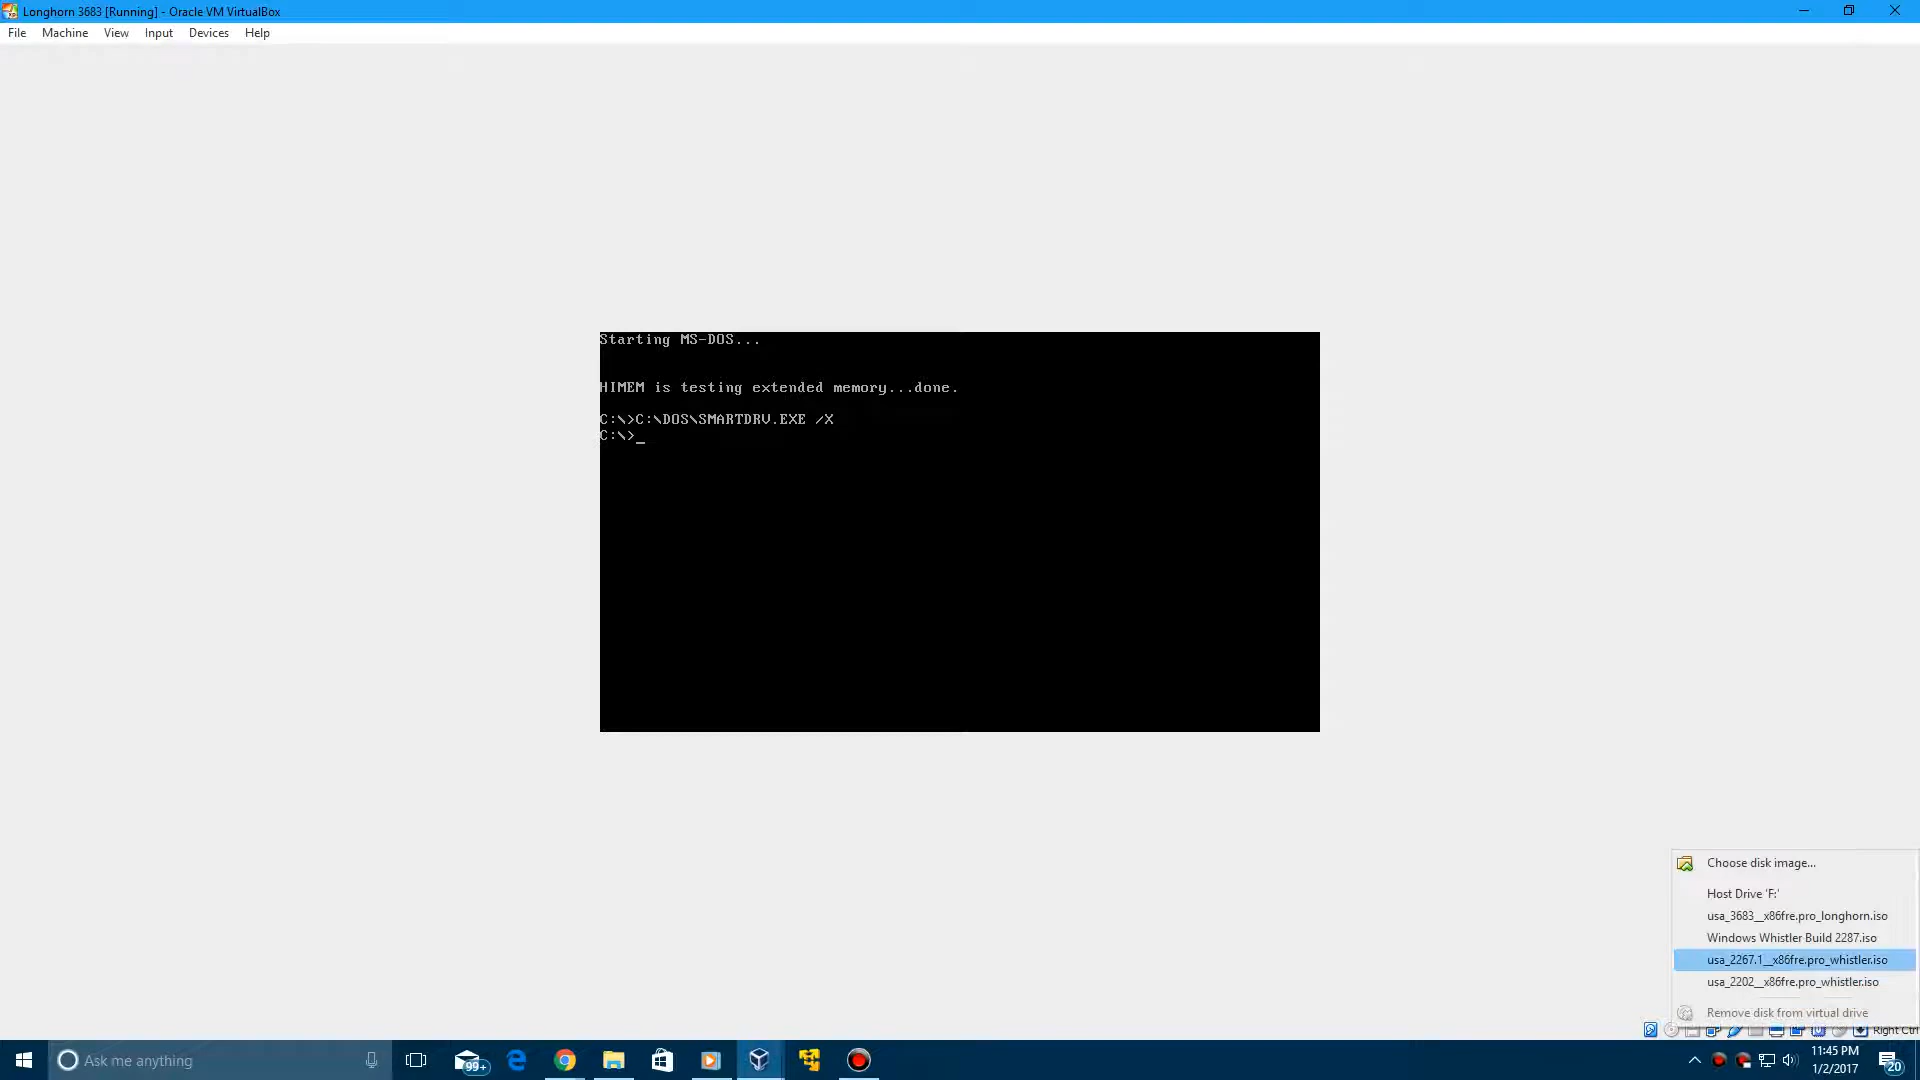 Longhorn 3683 [Running] - Oracle VM VirtualBox
File Machine View Input Devices Help
Starting MS-DOS...
HIMEM is testing extended memory...done.
C:\>C:\DOS\SMARTDRV.EXE /X
C:\>_
Choose disk image...
Host Drive 'F:'
usa_3683__x86fre.pro_longhorn.iso
Windows Whistler Build 2287.iso
usa_2267.1__x86fre.pro_whistler.iso
usa_2202__x86fre.pro_whistler.iso
Remove disk from virtual drive
Right Ctrl
Ask me anything
99+
11:45 PM
1/2/2017
20